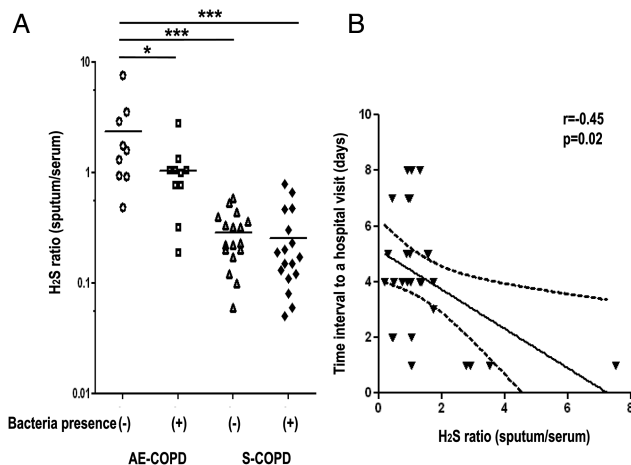 A
***
***
*
10
1
0.1
0.01
H2S ratio (sputum/serum)
Bacteria presence (-) (+) (-) (+)
AE-COPD S-COPD
B
r=-0.45
p=0.02
10
8
6
4
2
0
Time interval to a hospital visit (days)
0 2 4 6 8
H2S ratio (sputum/serum)